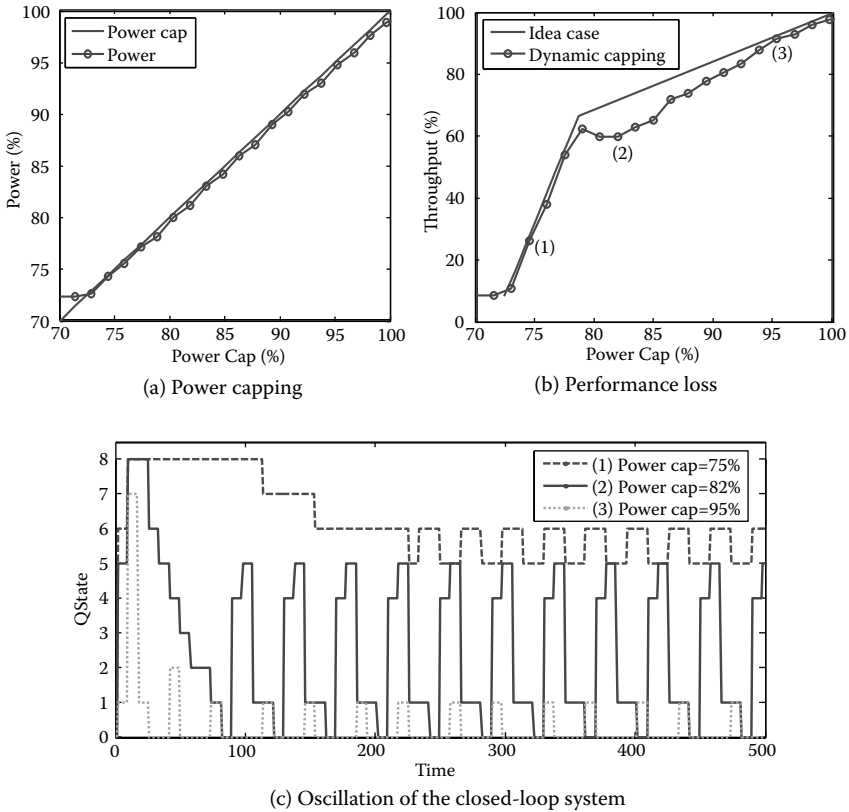 Power cap
Power
Power (%)
100
95
90
85
80
75
70
70 75 80 85 90 95 100
Power Cap (%)
(a) Power capping
Idea case
Dynamic capping
Throughput (%)
100
80
60
40
20
0
(1)
(2)
(3)
70 75 80 85 90 95 100
Power Cap (%)
(b) Performance loss
(1) Power cap=75%
(2) Power cap=82%
(3) Power cap=95%
QState
8
7
6
5
4
3
2
1
0
0 100 200 300 400 500
Time
(c) Oscillation of the closed-loop system